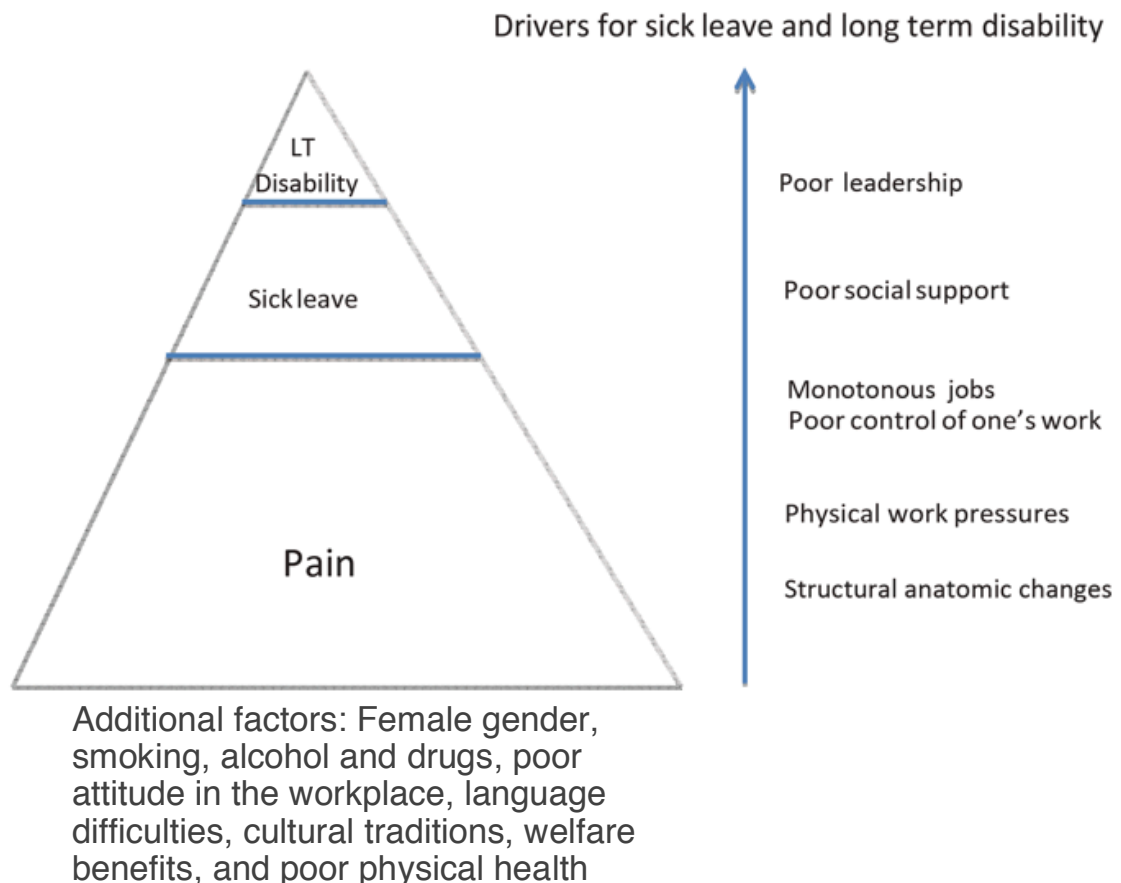 Drivers for sick leave and long term disability
LT
Disability
Sick leave
Pain
Poor leadership
Poor social support
Monotonous jobs
Poor control of one's work
Physical work pressures
Structural anatomic changes
Additional factors: Female gender,
smoking, alcohol and drugs, poor
attitude in the workplace, language
difficulties, cultural traditions, welfare
benefits, and poor physical health